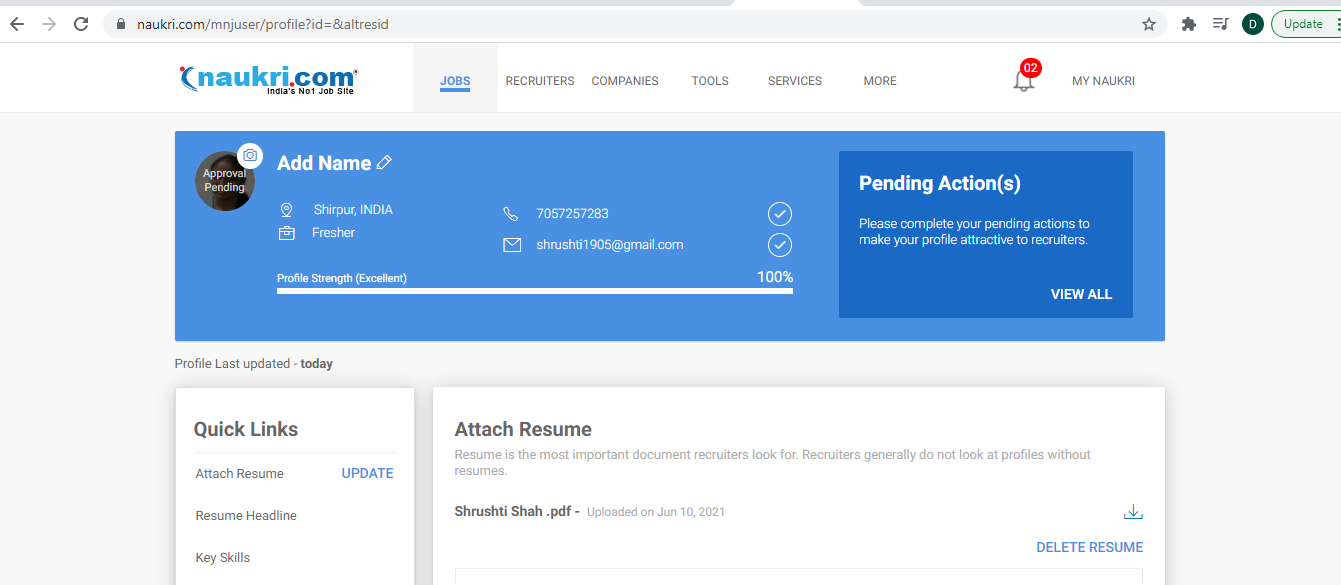 naukri.com/mnjuser/profile?id=&altresid
D
Update
naukri.com
India's No1 Job Site
JOBS
RECRUITERS
COMPANIES
TOOLS
SERVICES
MORE
02
MY NAUKRI
Approval
Pending
Add Name
Shirpur, INDIA
Fresher
7057257283
shrushti1905@gmail.com
Profile Strength (Excellent)
100%
Pending Action(s)
Please complete your pending actions to
make your profile attractive to recruiters.
VIEW ALL
Profile Last updated - today
Quick Links
Attach Resume
UPDATE
Resume Headline
Key Skills
Attach Resume
Resume is the most important document recruiters look for. Recruiters generally do not look at profiles without
resumes.
Shrushti Shah .pdf - Uploaded on Jun 10, 2021
DELETE RESUME